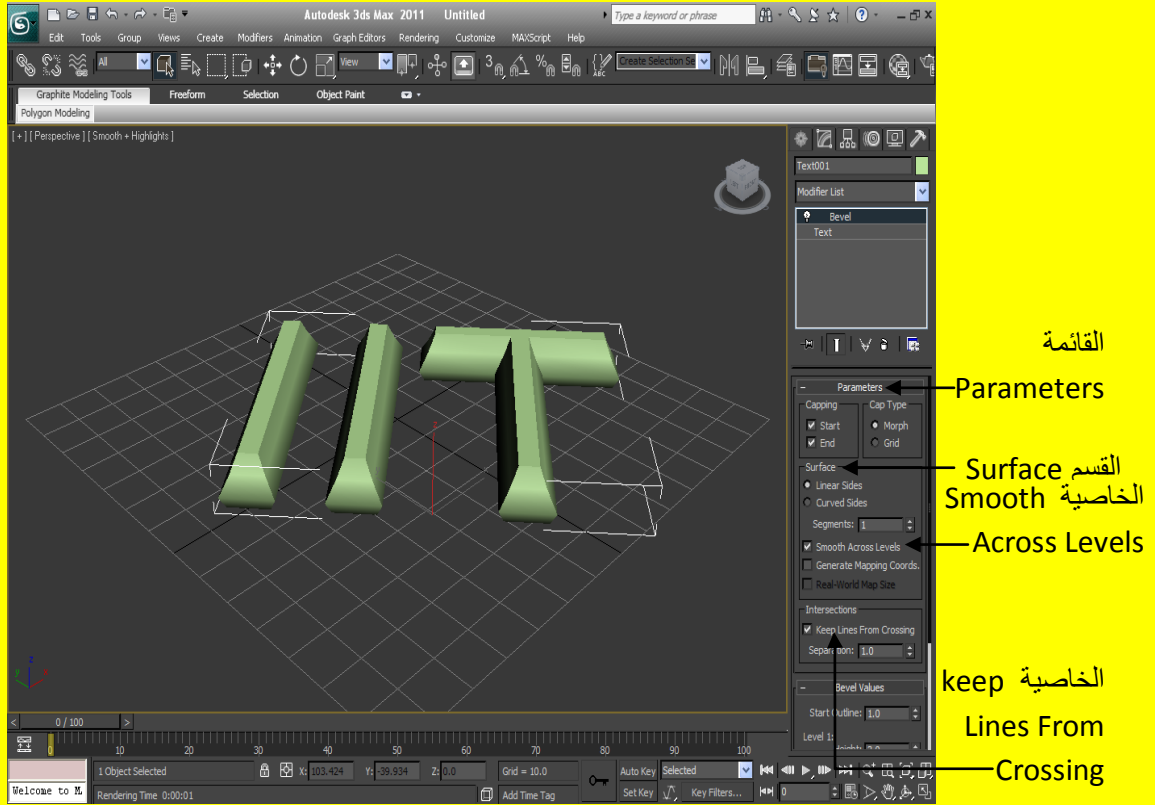 Autodesk 3ds Max 2011 Untitled
Type a keyword or phrase
Edit Tools Group Views Create Modifiers Animation Graph Editors Rendering Customize MAXScript Help
All
View
Create Selection Se
Graphite Modeling Tools Freeform Selection Object Paint
Polygon Modeling
[ + ] [ Perspective ] [ Smooth + Highlights ]
Text001
Modifier List
Bevel
Text
القائمة
Parameters
Parameters
Capping Cap Type
Start Morph
End Grid
Surface
القسم Surface
Linear Sides
الخاصية Smooth
Curved Sides
Segments: 1
Smooth Across Levels
Across Levels
Generate Mapping Coords.
Real-World Map Size
Intersections
Keep Lines From Crossing
Separation: 1.0
الخاصية keep
Bevel Values
Start Outline: 1.0
Lines From
Level 1:
Crossing
0 / 100
0 10 20 30 40 50 60 70 80 90 100
1 Object Selected X: 103.424 Y: -39.934 Z: 0.0 Grid = 10.0 Auto Key Selected
Welcome to M. Rendering Time 0:00:01 Add Time Tag Set Key Key Filters... 0